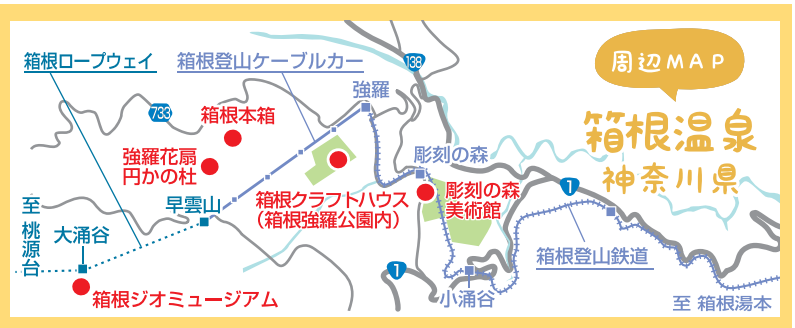 周辺MAP
箱根温泉
神奈川県
箱根ロープウェイ
箱根登山ケーブルカー
138
強羅
733
箱根本箱
強羅花扇
円かの杜
彫刻の森
箱根クラフトハウス
（箱根強羅公園内）
彫刻の森
美術館
1
早雲山
至 桃源台
大涌谷
箱根登山鉄道
1
箱根ジオミュージアム
小涌谷
至 箱根湯本